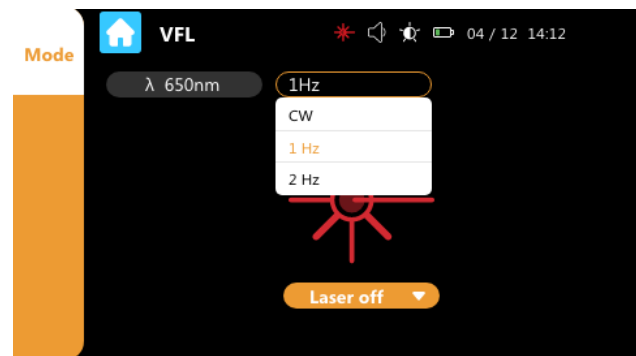 Mode
VFL
04 / 12 14:12
λ 650nm
1Hz
CW
1 Hz
2 Hz
Laser off